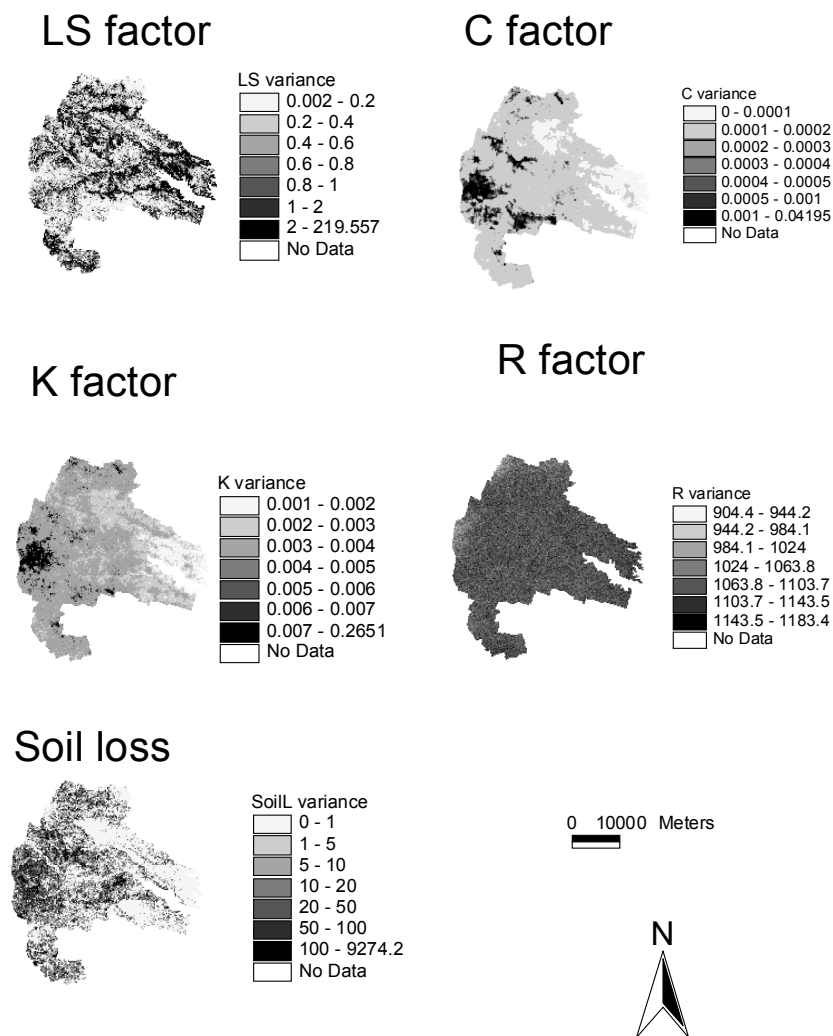 LS factor
LS variance
0.002 - 0.2
0.2 - 0.4
0.4 - 0.6
0.6 - 0.8
0.8 - 1
1 - 2
2 - 219.557
No Data
C factor
C variance
0 - 0.0001
0.0001 - 0.0002
0.0002 - 0.0003
0.0003 - 0.0004
0.0004 - 0.0005
0.0005 - 0.001
0.001 - 0.04195
No Data
K factor
K variance
0.001 - 0.002
0.002 - 0.003
0.003 - 0.004
0.004 - 0.005
0.005 - 0.006
0.006 - 0.007
0.007 - 0.2651
No Data
R factor
R variance
904.4 - 944.2
944.2 - 984.1
984.1 - 1024
1024 - 1063.8
1063.8 - 1103.7
1103.7 - 1143.5
1143.5 - 1183.4
No Data
Soil loss
SoilL variance
0 - 1
1 - 5
5 - 10
10 - 20
20 - 50
50 - 100
100 - 9274.2
No Data
0 10000 Meters
N